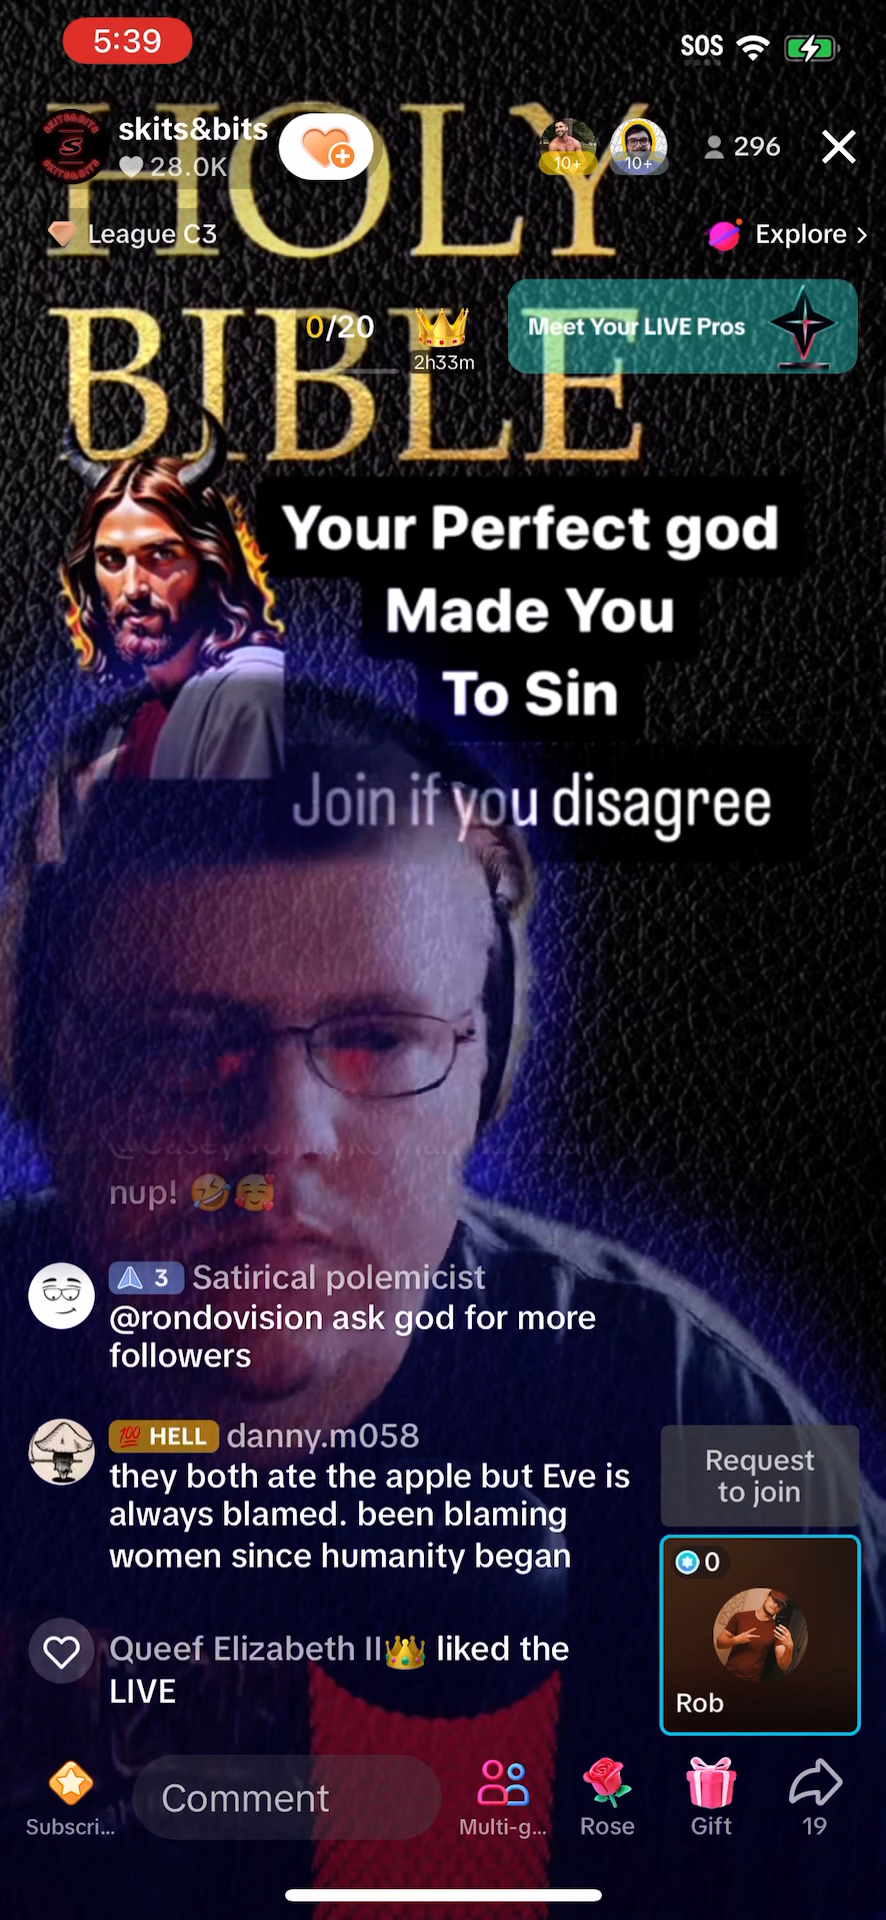 5:39
SOS
HOLY
BIBLE
SKITS&BITS
S
SKITS&BITS
skits&bits
28.0K
10+
10+
296
League C3
Explore >
0/20
2h33m
Meet Your LIVE Pros
Your Perfect god
Made You
To Sin
Join if you disagree
nup! 🤣🥰
3 Satirical polemicist
@rondovision ask god for more
followers
💯 HELL danny.m058
they both ate the apple but Eve is
always blamed. been blaming
women since humanity began
Queef Elizabeth II👑 liked the
LIVE
Request
to join
0
Rob
Subscri...
Comment
Multi-g...
Rose
Gift
19